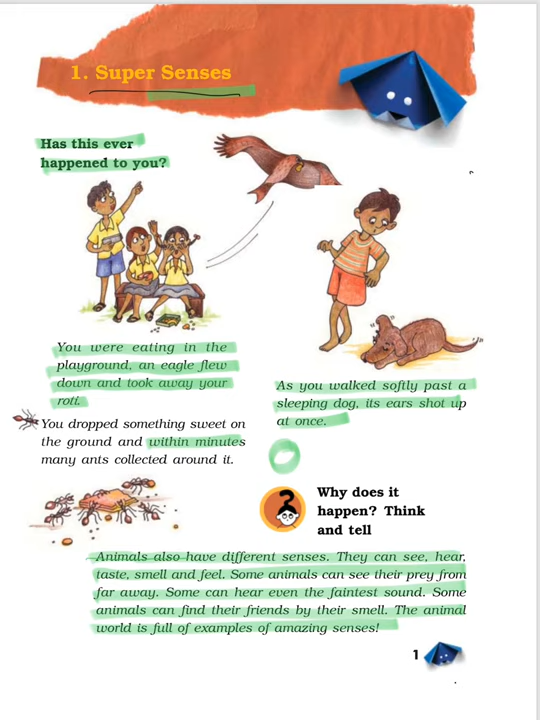 1. Super Senses
Has this ever
happened to you?
You were eating in the
playground, an eagle flew
down and took away your
roti.
As you walked softly past a
sleeping dog, its ears shot up
at once.
You dropped something sweet on
the ground and within minutes
many ants collected around it.
Why does it
happen? Think
and tell
Animals also have different senses. They can see, hear,
taste, smell and feel. Some animals can see their prey from
far away. Some can hear even the faintest sound. Some
animals can find their friends by their smell. The animal
world is full of examples of amazing senses!
1